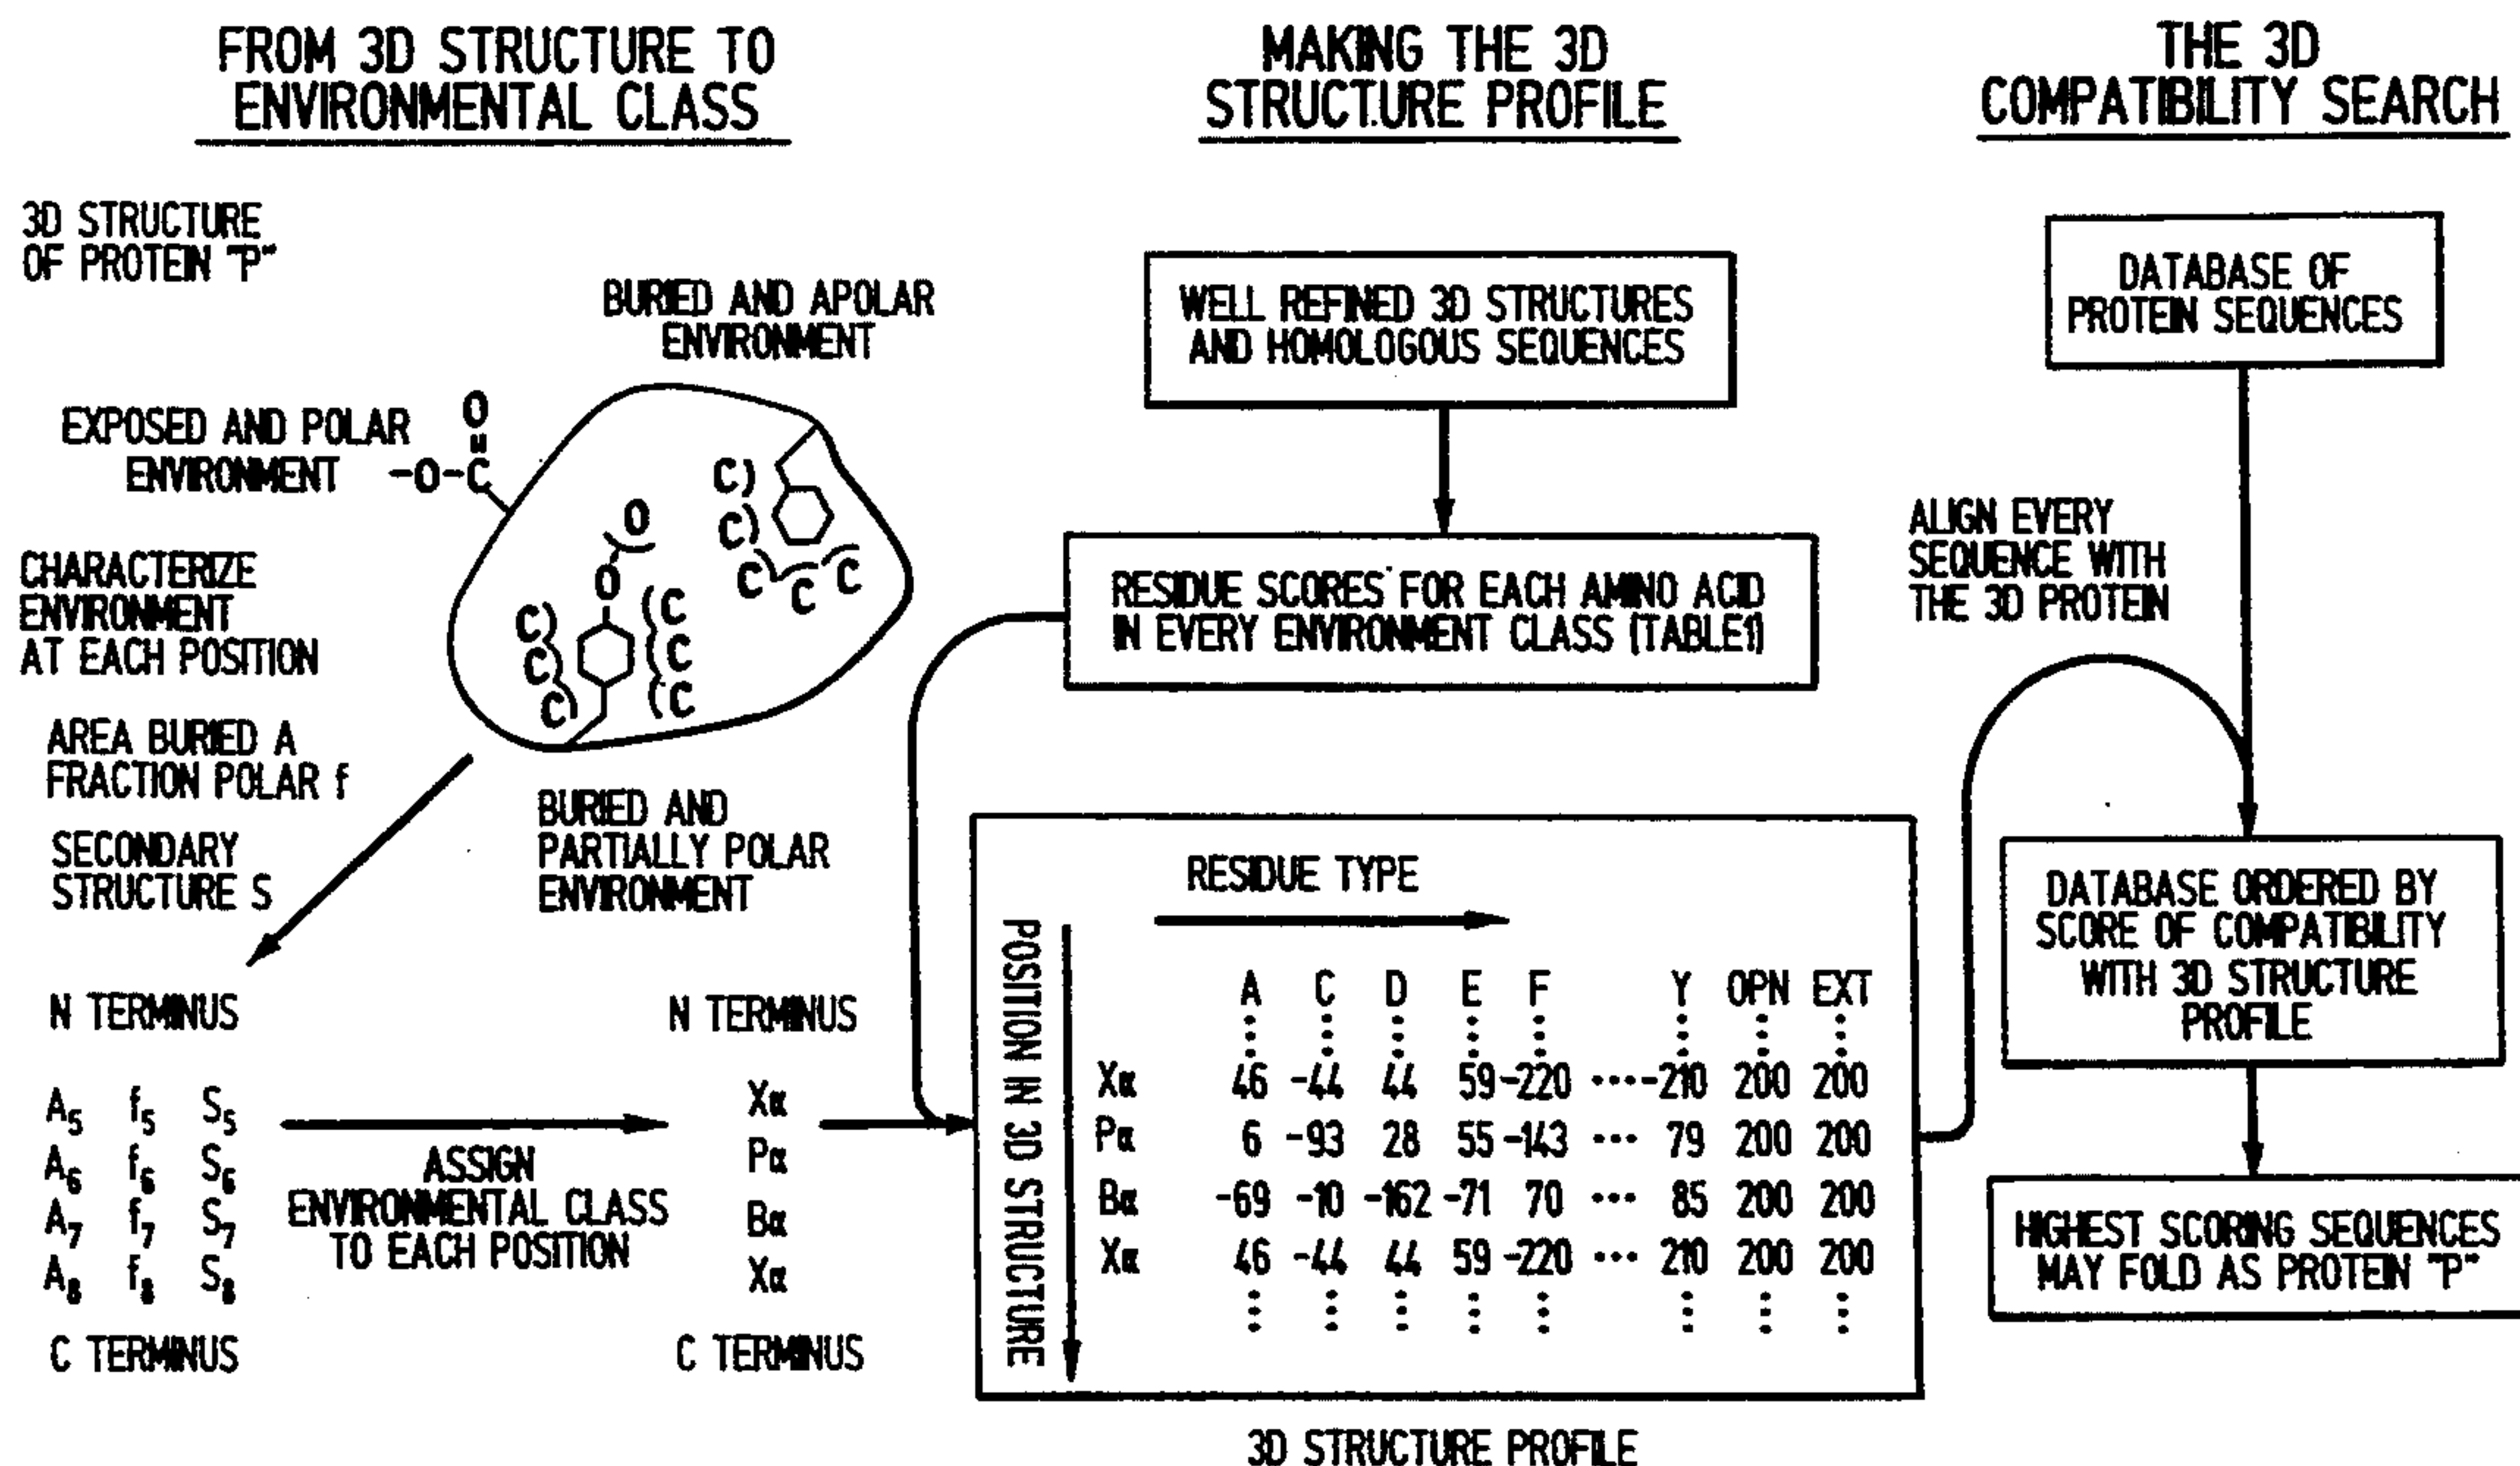 FROM 3D STRUCTURE TO
ENVIRONMENTAL CLASS
3D STRUCTURE
OF PROTEIN "P"
BURIED AND APOLAR
ENVIRONMENT
EXPOSED AND POLAR
ENVIRONMENT
O
-O-C
C)
C)
C
C
C
O
O
C)
C
C)
(C
(C
(C
CHARACTERIZE
ENVIRONMENT
AT EACH POSITION
AREA BURIED A
FRACTION POLAR f
SECONDARY
STRUCTURE S
BURIED AND
PARTIALLY POLAR
ENVIRONMENT
N TERMINUS
A5 f5 S5
A6 f6 S6
A7 f7 S7
A8 f8 S8
C TERMINUS
ASSIGN
ENVIRONMENTAL CLASS
TO EACH POSITION
N TERMINUS
Xα
Pα
Bα
Xα
C TERMINUS
MAKING THE 3D
STRUCTURE PROFILE
WELL REFINED 3D STRUCTURES
AND HOMOLOGOUS SEQUENCES
RESIDUE SCORES FOR EACH AMINO ACID
IN EVERY ENVIRONMENT CLASS (TABLE1)
RESIDUE TYPE
POSITION IN 3D STRUCTURE
A C D E F Y OPN EXT
Xα 46 -44 44 59 -220 ··· -210 200 200
Pα 6 -93 28 55 -143 ··· 79 200 200
Bα -69 -10 -162 -71 70 ··· 85 200 200
Xα 46 -44 44 59 -220 ··· 210 200 200
3D STRUCTURE PROFILE
THE 3D
COMPATIBILITY SEARCH
DATABASE OF
PROTEIN SEQUENCES
ALIGN EVERY
SEQUENCE WITH
THE 3D PROTEIN
DATABASE ORDERED BY
SCORE OF COMPATIBILITY
WITH 3D STRUCTURE
PROFILE
HIGHEST SCORING SEQUENCES
MAY FOLD AS PROTEIN "P"